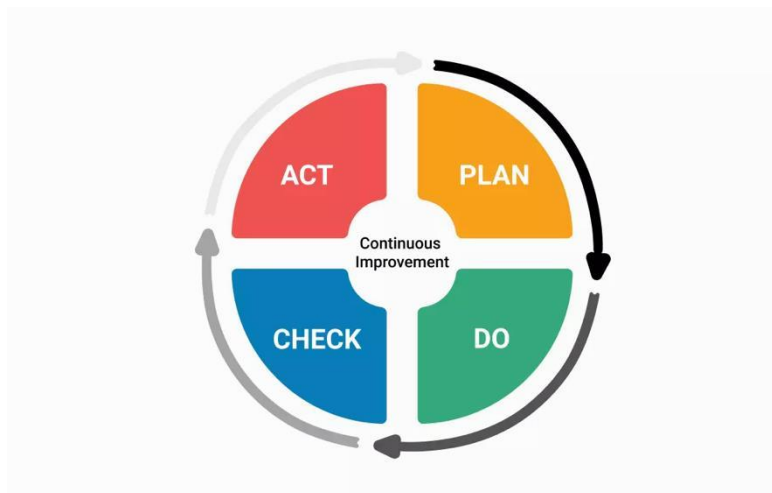 ACT
PLAN
Continuous
Improvement
CHECK
DO